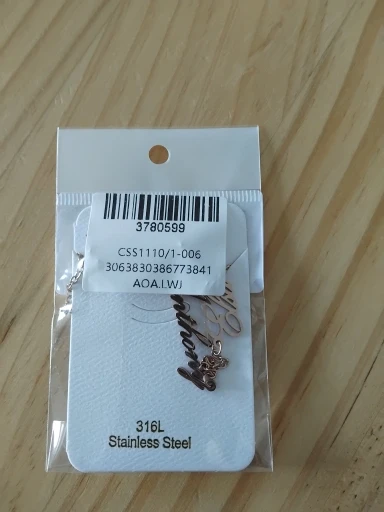 3780599
CSS1110/1-006
3063830386773841
AOA.LWJ
316L
Stainless Steel